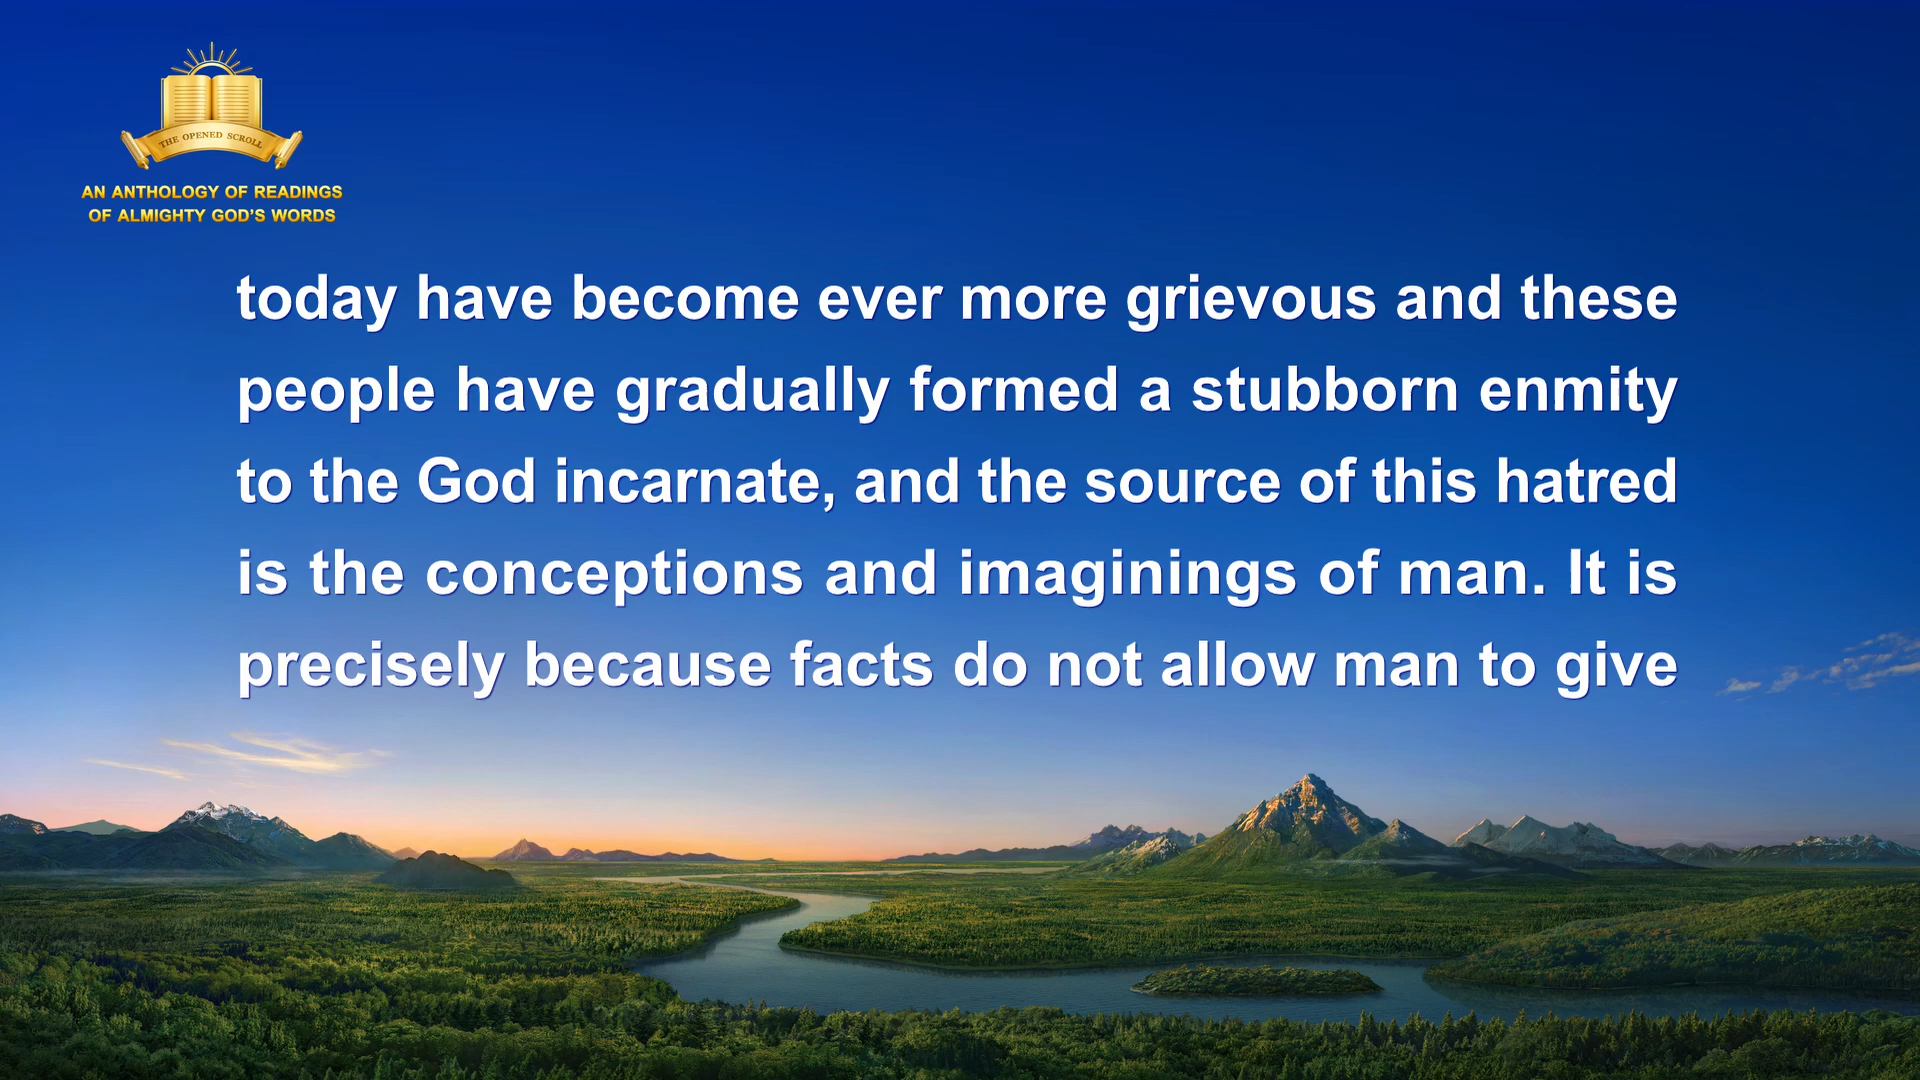 THE OPENED SCROLL
AN ANTHOLOGY OF READINGS
OF ALMIGHTY GOD'S WORDS
today have become ever more grievous and these
people have gradually formed a stubborn enmity
to the God incarnate, and the source of this hatred
is the conceptions and imaginings of man. It is
precisely because facts do not allow man to give